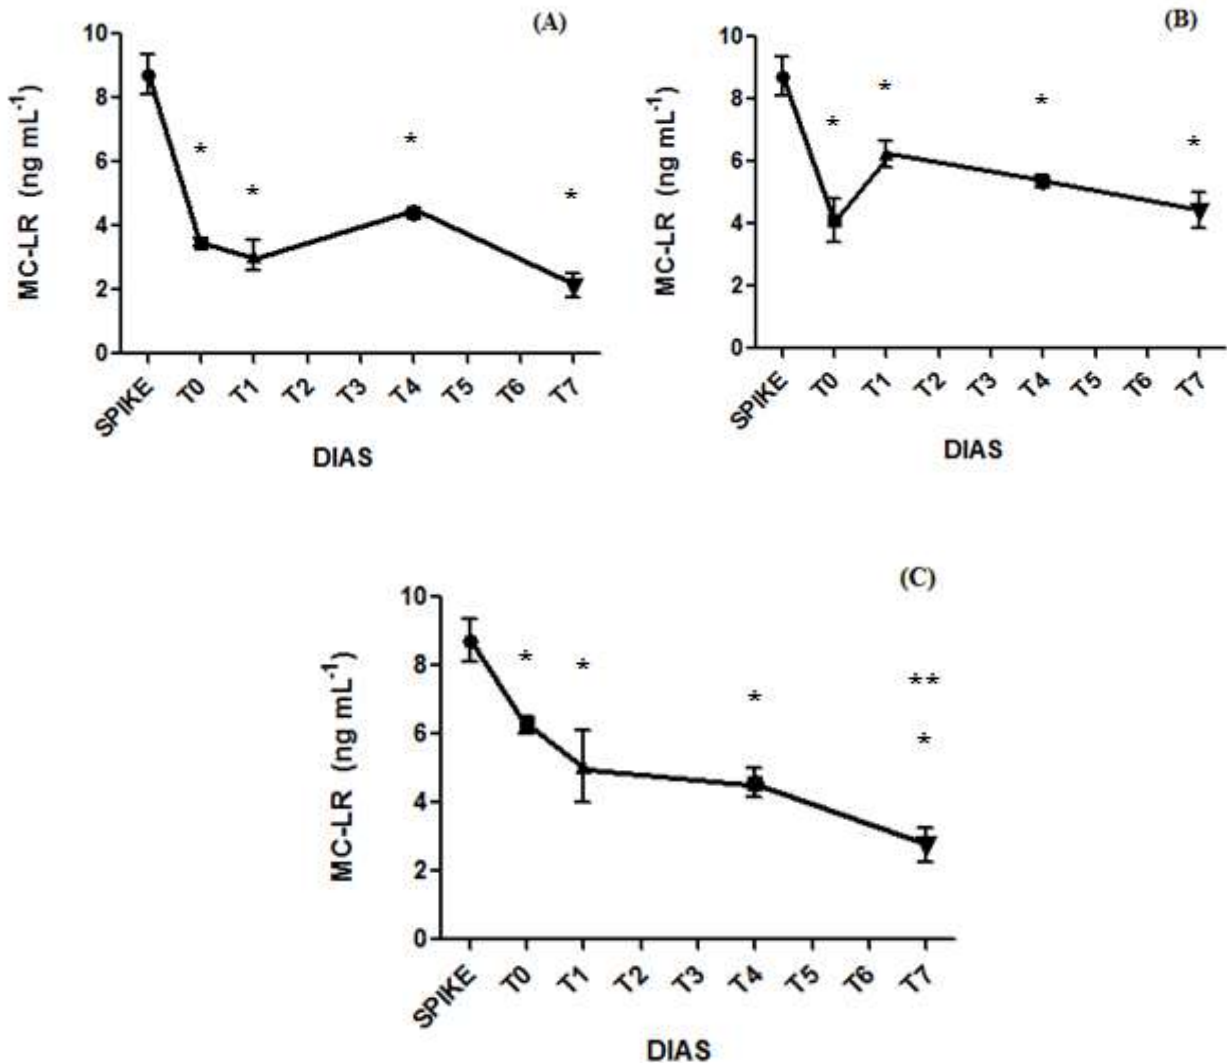 (A)
MC-LR (ng mL-1)
10
8
6
4
2
0
* * * *
SPIKE T0 T1 T2 T3 T4 T5 T6 T7
DIAS
(B)
MC-LR (ng mL-1)
10
8
6
4
2
0
* * * *
SPIKE T0 T1 T2 T3 T4 T5 T6 T7
DIAS
(C)
MC-LR (ng mL-1)
10
8
6
4
2
0
* * * ** *
SPIKE T0 T1 T2 T3 T4 T5 T6 T7
DIAS